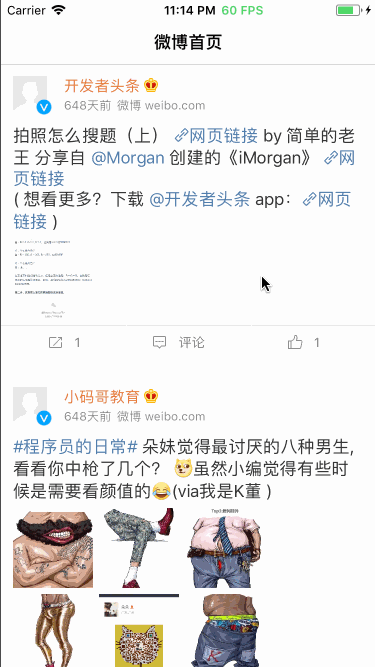 Carrier 11:14 PM 60 FPS
微博首页
开发者头条
648天前 微博 weibo.com
拍照怎么搜题（上） 网页链接 by 简单的老
王 分享自 @Morgan 创建的《iMorgan》 网
页链接
( 想看更多？下载 @开发者头条 app： 网页
链接 )
1 评论 1
小码哥教育
648天前 微博 weibo.com
#程序员的日常# 朵妹觉得最讨厌的八种男生,
看看你中枪了几个？ 虽然小编觉得有些时
候是需要看颜值的(via我是K董 )